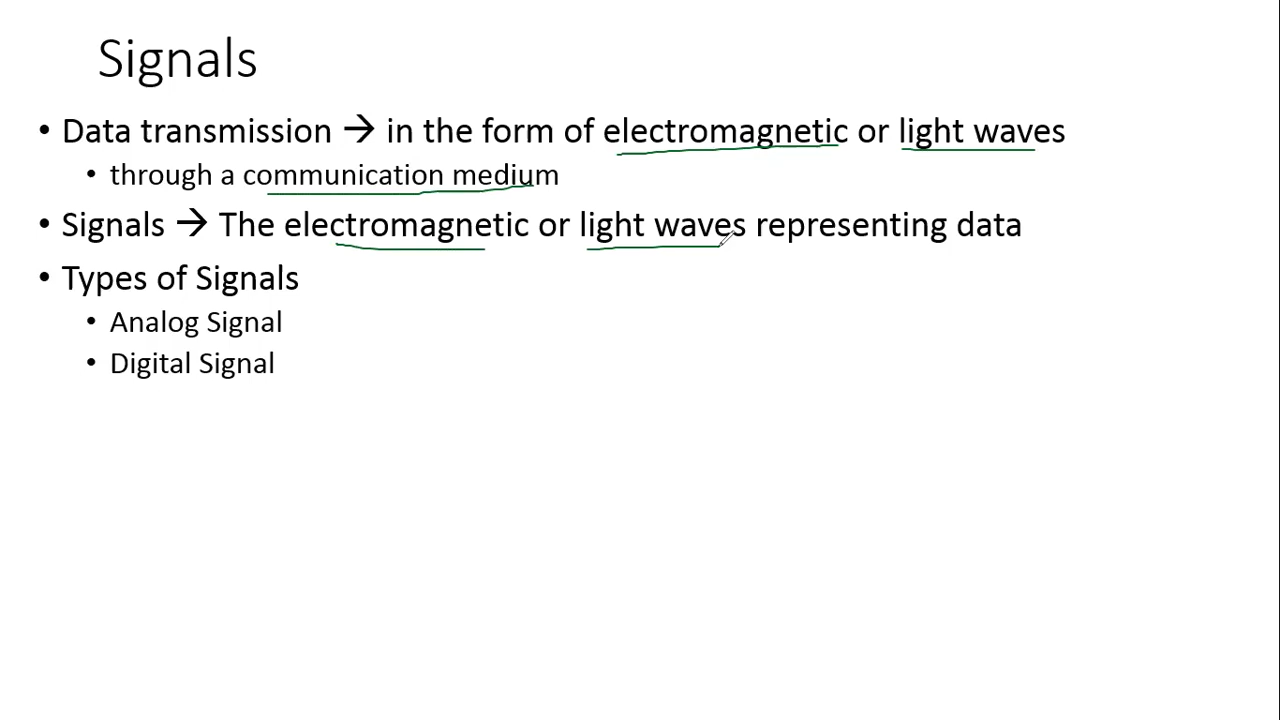 Signals
• Data transmission → in the form of electromagnetic or light waves
• through a communication medium
• Signals → The electromagnetic or light waves representing data
• Types of Signals
• Analog Signal
• Digital Signal